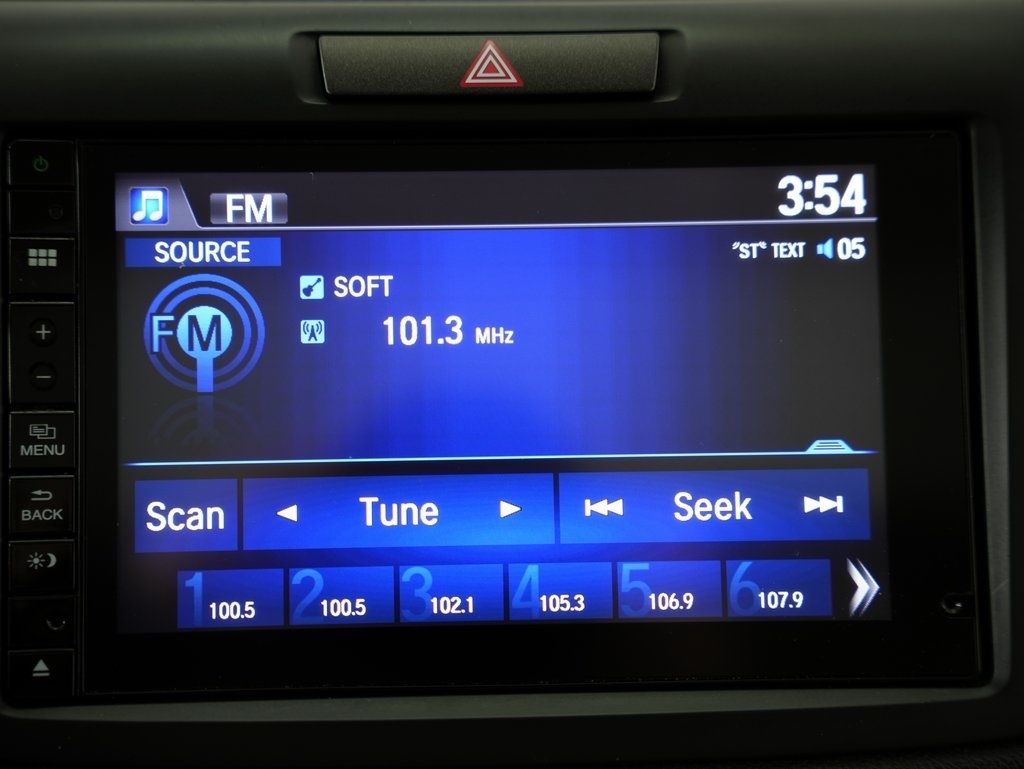 FM 3:54
SOURCE "ST" TEXT 05
SOFT
FM
101.3 MHz
+
-
MENU
Scan Tune Seek
BACK
1 100.5 2 100.5 3 102.1 4 105.3 5 106.9 6 107.9